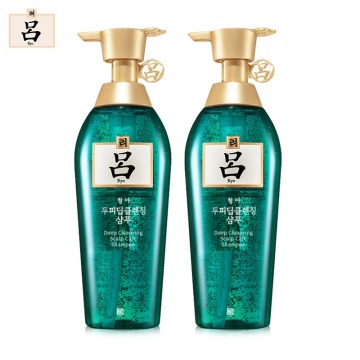 려
呂
Ryo
려
呂
Ryo
청아
두피딥클렌징
샴푸
Deep Cleansing
Scalp Care
Shampoo
려
呂
Ryo
청아
두피딥클렌징
샴푸
Deep Cleansing
Scalp Care
Shampoo